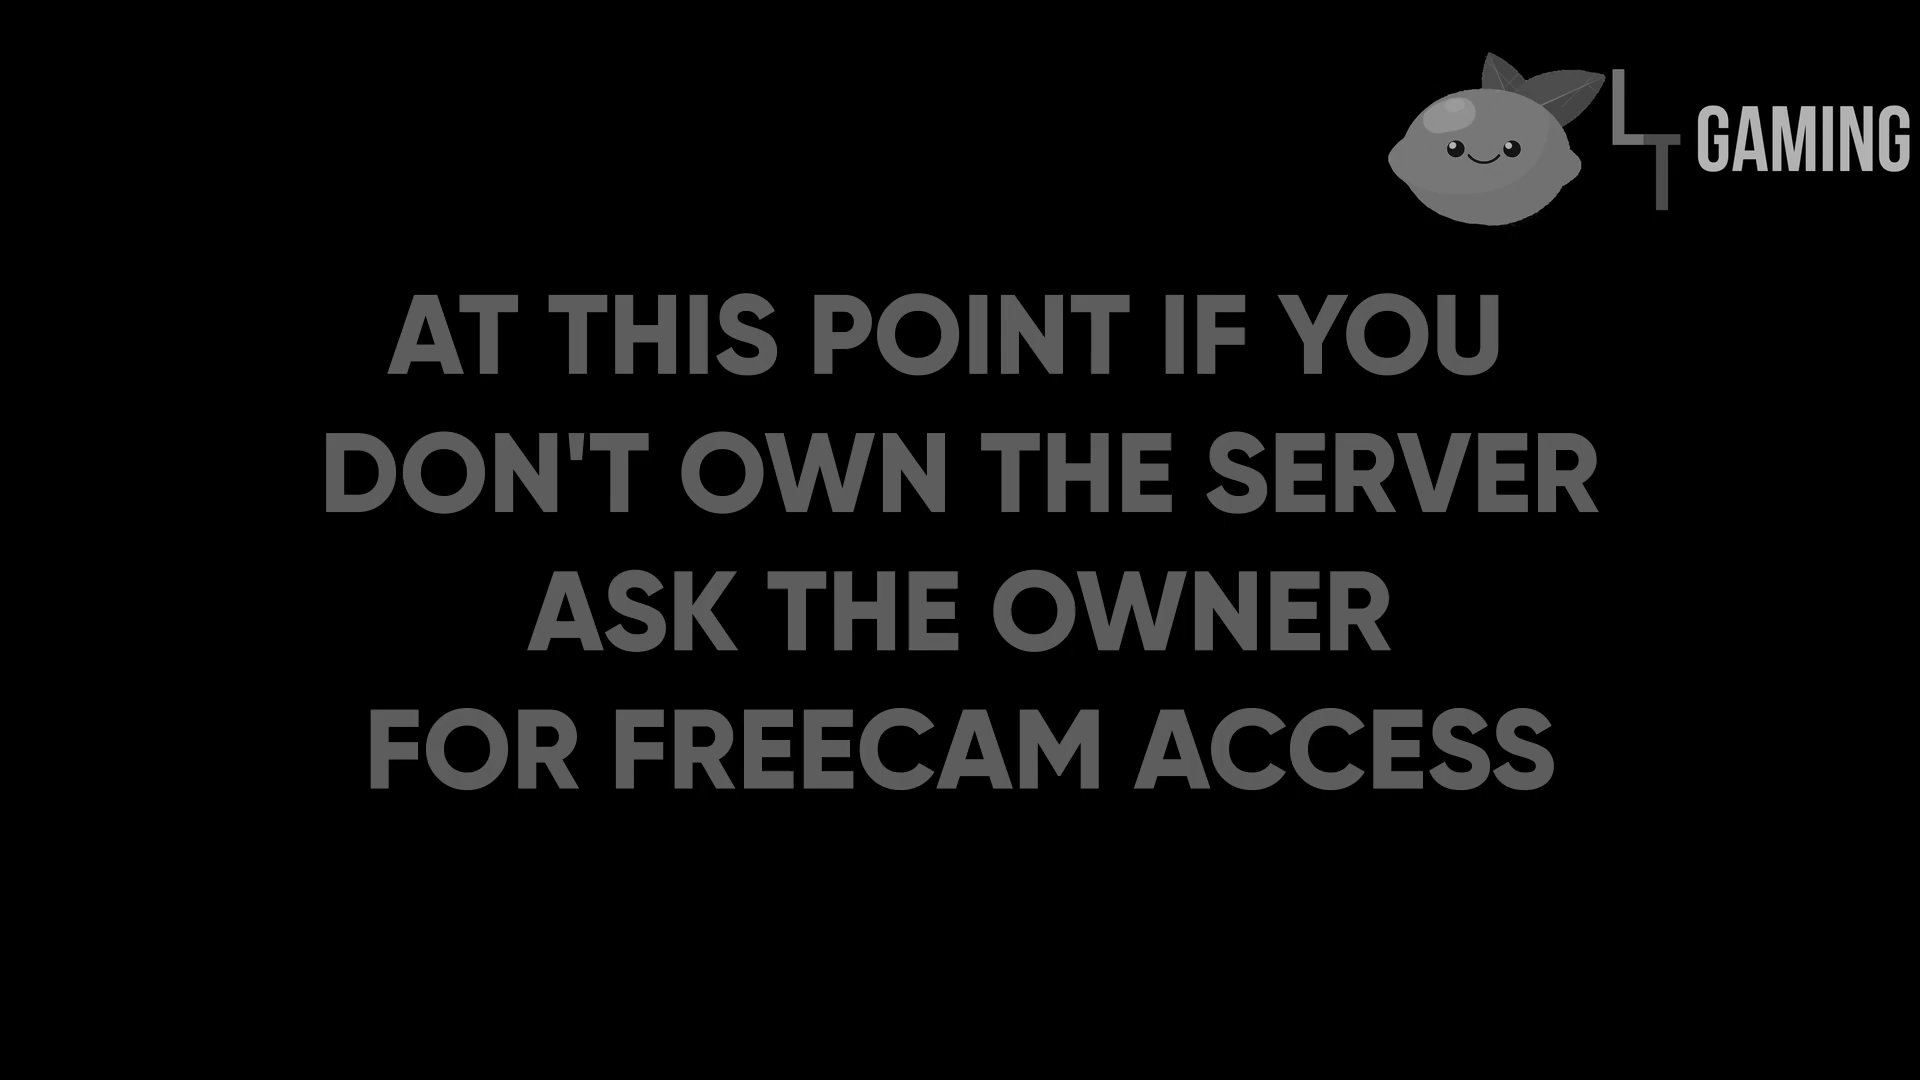 LT GAMING
AT THIS POINT IF YOU
DON'T OWN THE SERVER
ASK THE OWNER
FOR FREECAM ACCESS